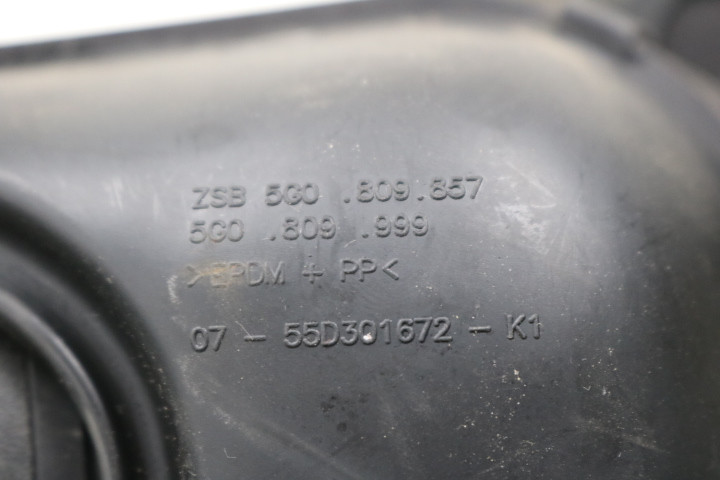 ZSB 5G0 .809.857
5G0 .809 .999
>EPDM + PP<
07 - 55D301672 - K1